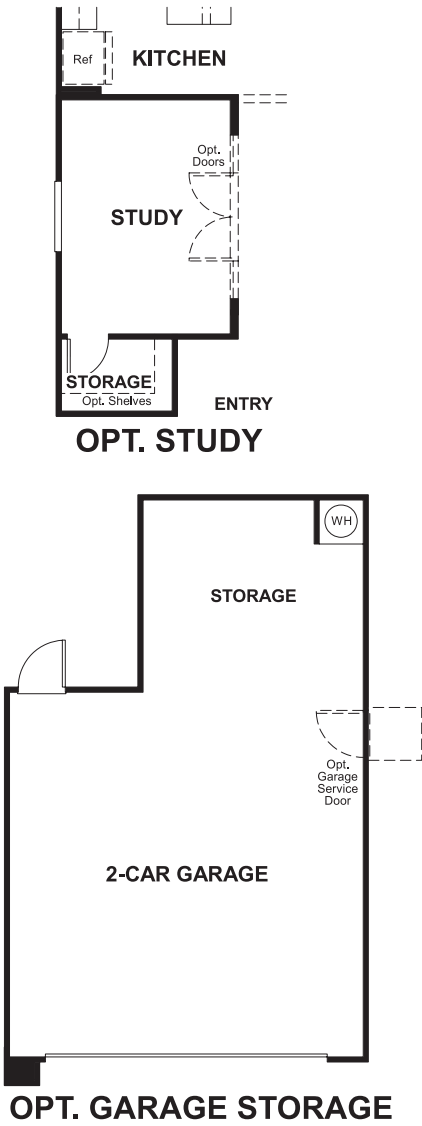 Ref
KITCHEN
Opt.
Doors
STUDY
STORAGE
Opt. Shelves
ENTRY
OPT. STUDY
WH
STORAGE
Opt.
Garage
Service
Door
2-CAR GARAGE
OPT. GARAGE STORAGE